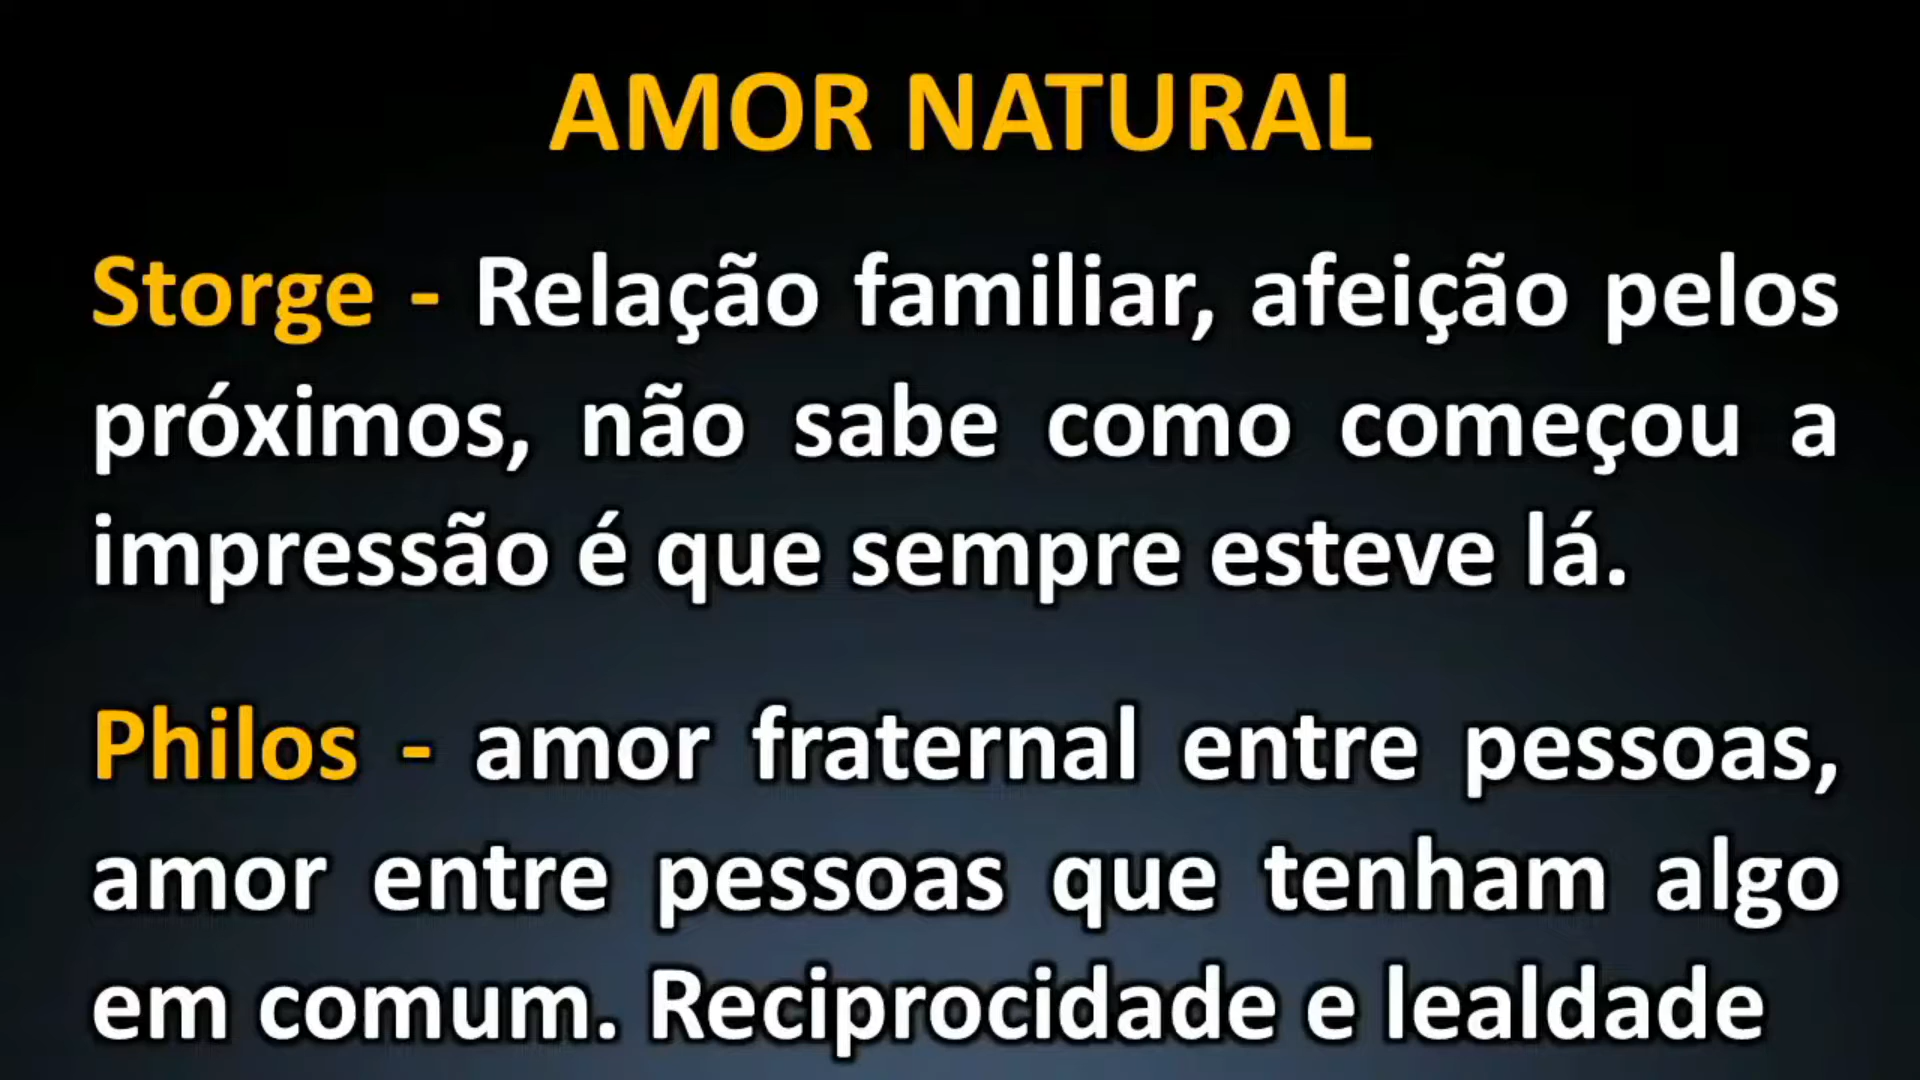 AMOR NATURAL
Storge - Relação familiar, afeição pelos
próximos, não sabe como começou a
impressão é que sempre esteve lá.
Philos - amor fraternal entre pessoas,
amor entre pessoas que tenham algo
em comum. Reciprocidade e lealdade